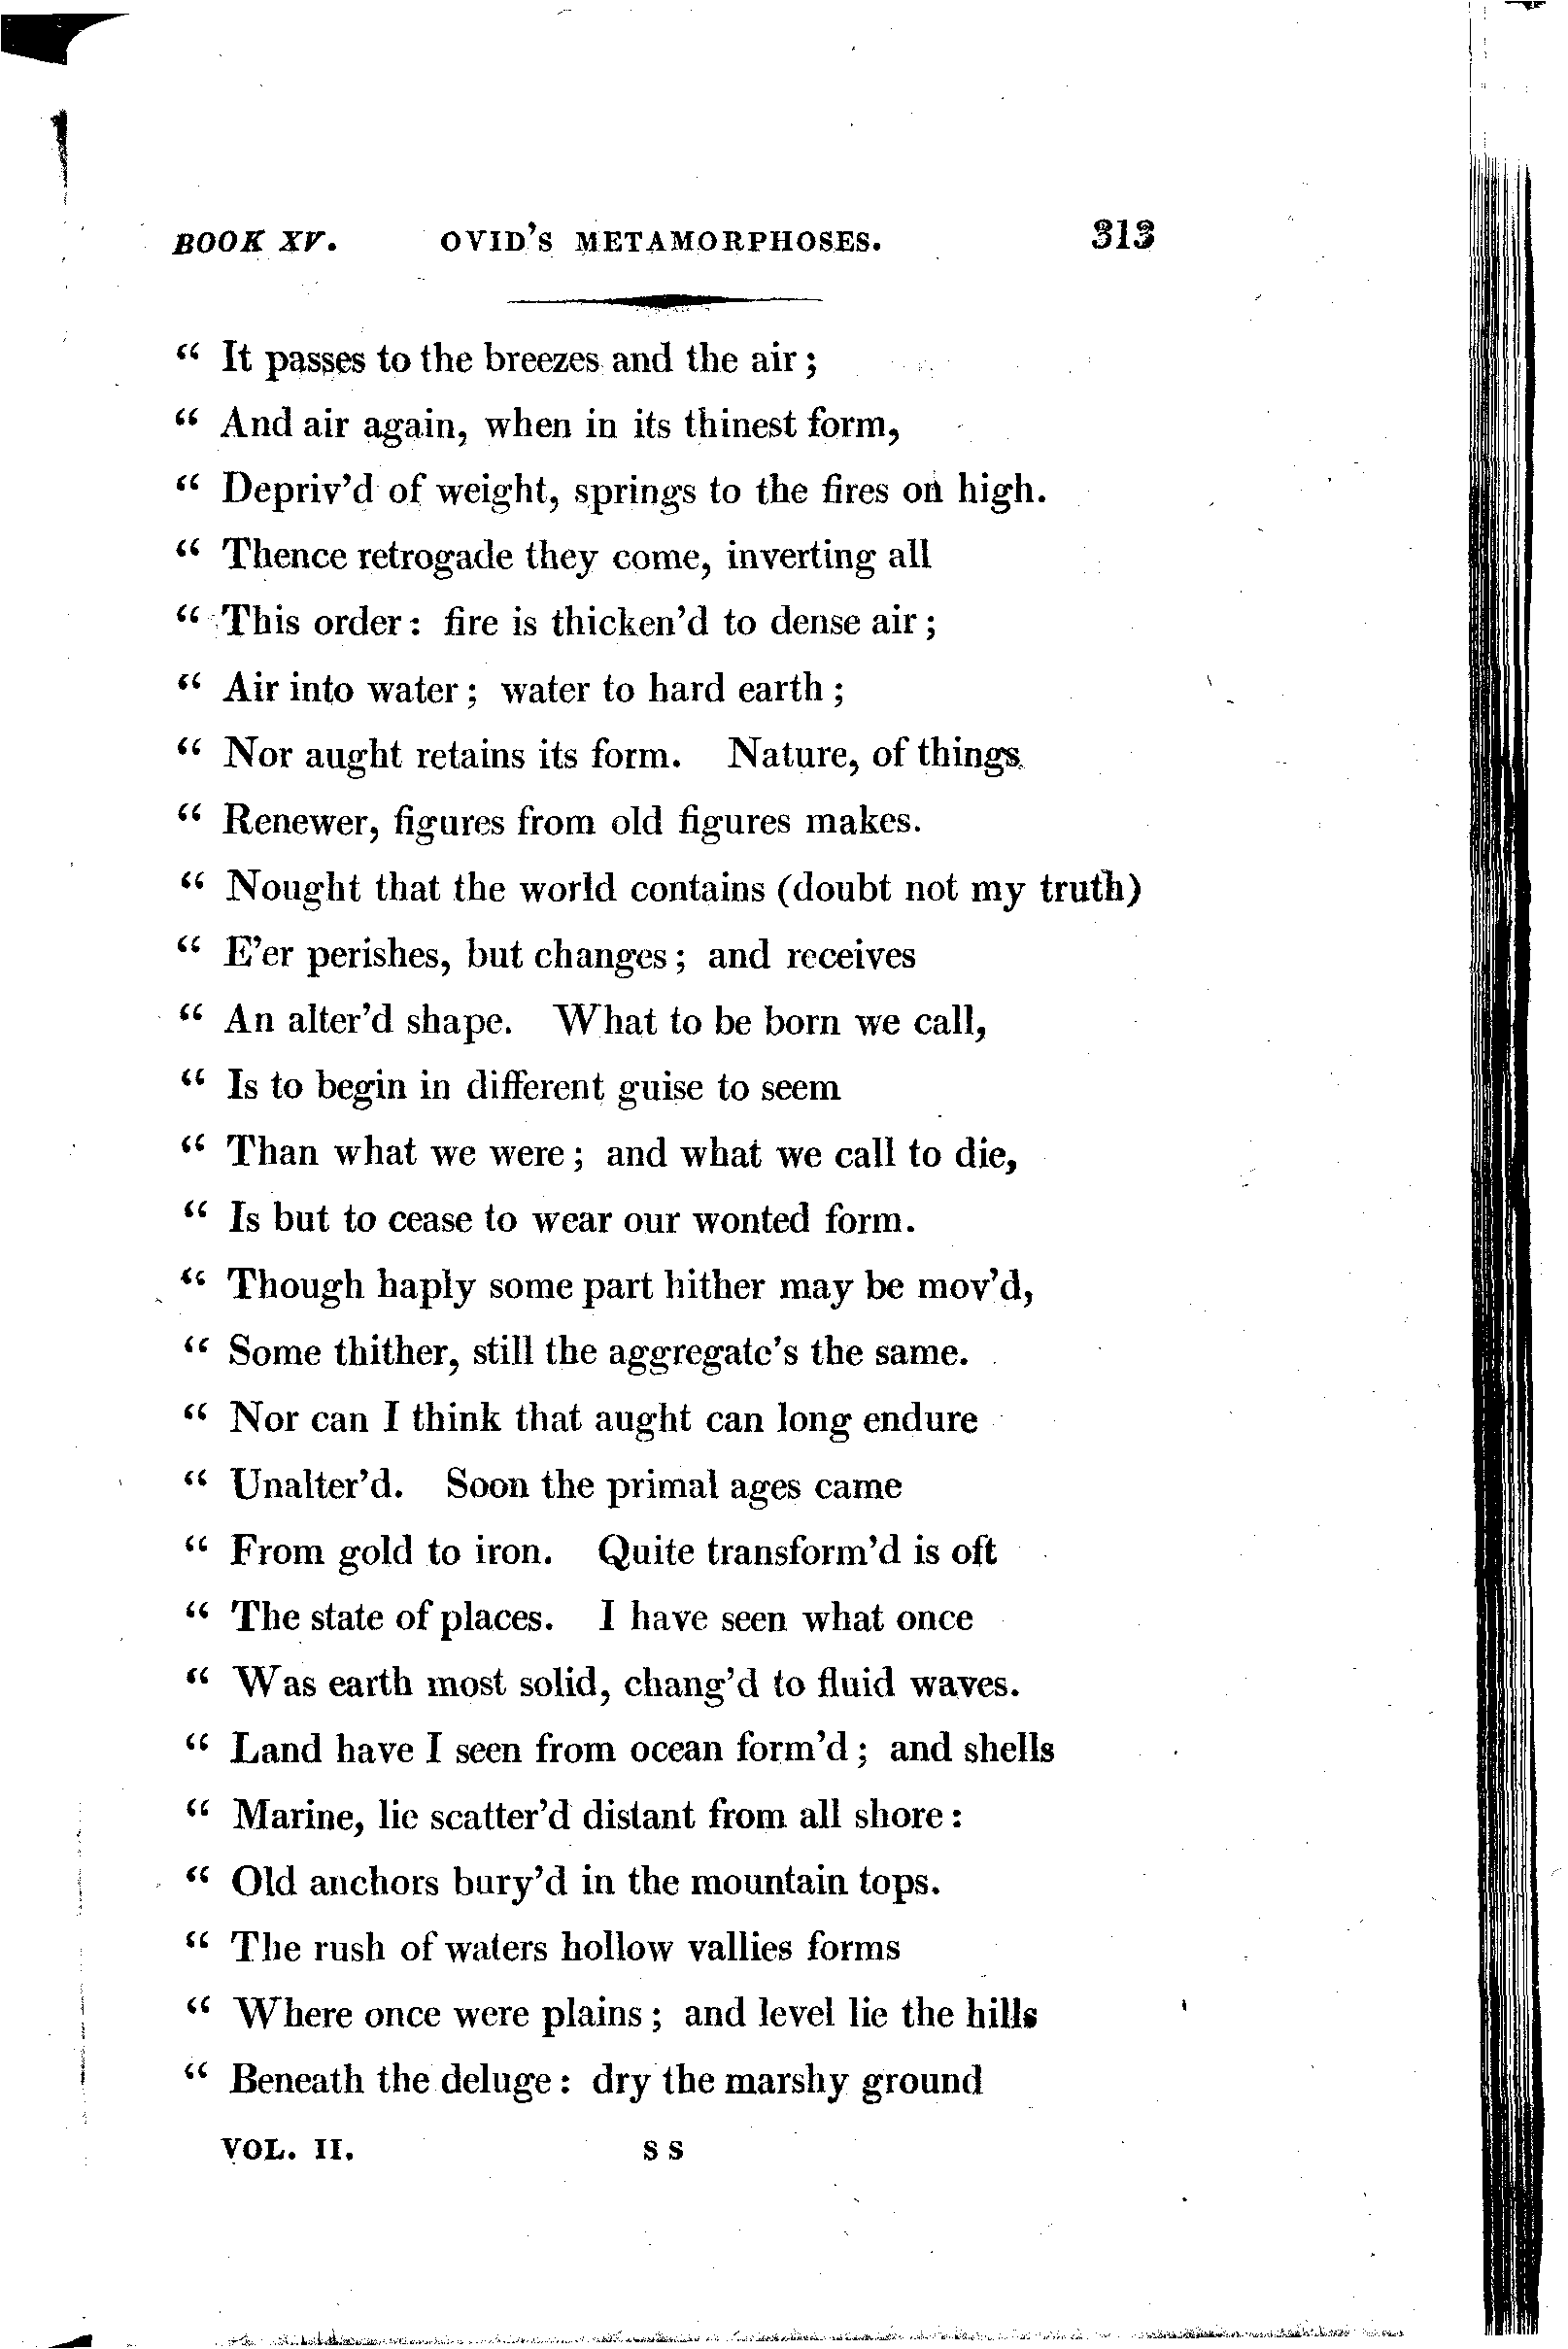 BOOK XV. OVID'S METAMORPHOSES. 313
“ It passes to the breezes and the air;
“ And air again, when in its thinest form,
“ Depriv'd of weight, springs to the fires on high.
“ Thence retrogade they come, inverting all
“ This order: fire is thicken'd to dense air;
“ Air into water; water to hard earth;
“ Nor aught retains its form. Nature, of things
“ Renewer, figures from old figures makes.
“ Nought that the world contains (doubt not my truth)
“ E'er perishes, but changes; and receives
“ An alter'd shape. What to be born we call,
“ Is to begin in different guise to seem
“ Than what we were; and what we call to die,
“ Is but to cease to wear our wonted form.
“ Though haply some part hither may be mov'd,
“ Some thither, still the aggregate's the same.
“ Nor can I think that aught can long endure
“ Unalter'd. Soon the primal ages came
“ From gold to iron. Quite transform'd is oft
“ The state of places. I have seen what once
“ Was earth most solid, chang'd to fluid waves.
“ Land have I seen from ocean form'd; and shells
“ Marine, lie scatter'd distant from all shore:
“ Old anchors bury'd in the mountain tops.
“ The rush of waters hollow vallies forms
“ Where once were plains; and level lie the hills
“ Beneath the deluge: dry the marshy ground
VOL. II. S S